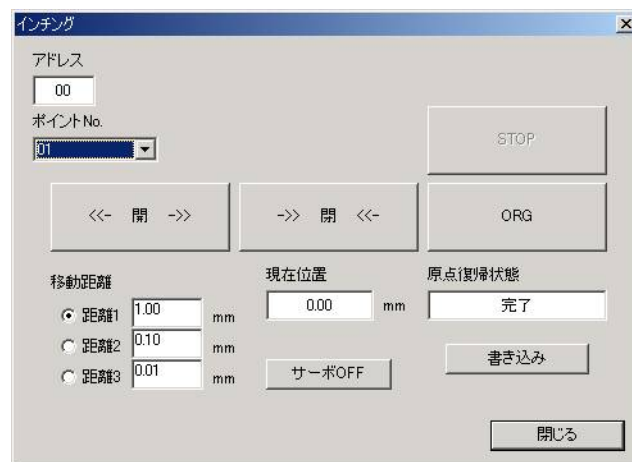 インチング
アドレス
00
ポイントNo.
01
STOP
<<- 開 ->>
->> 閉 <<-
ORG
移動距離
現在位置
原点復帰状態
距離1 1.00 mm
0.00 mm
完了
距離2 0.10 mm
距離3 0.01 mm
サーボOFF
書き込み
閉じる